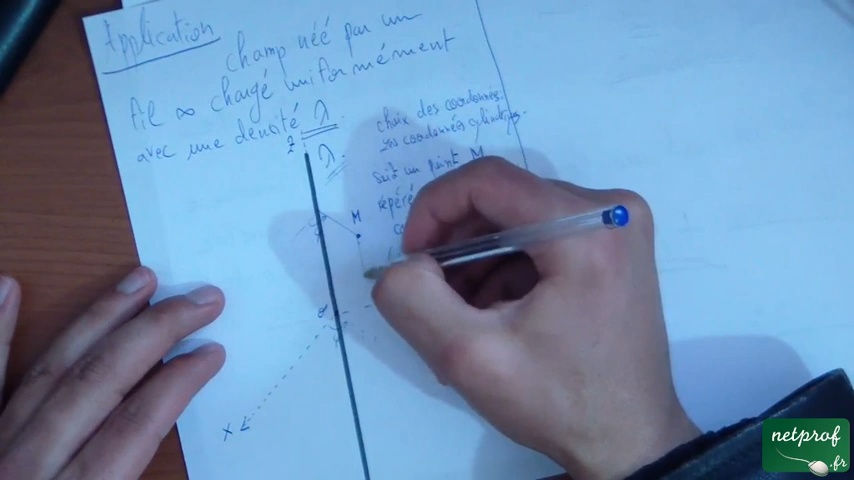 Application
champ créé par un
fil ∞ chargé uniformément
avec une densité λ
choix des coordonnées.
les coordonnées cylindriques.
z
λ
soit un point M
repéré
M
X
netprof
.fr